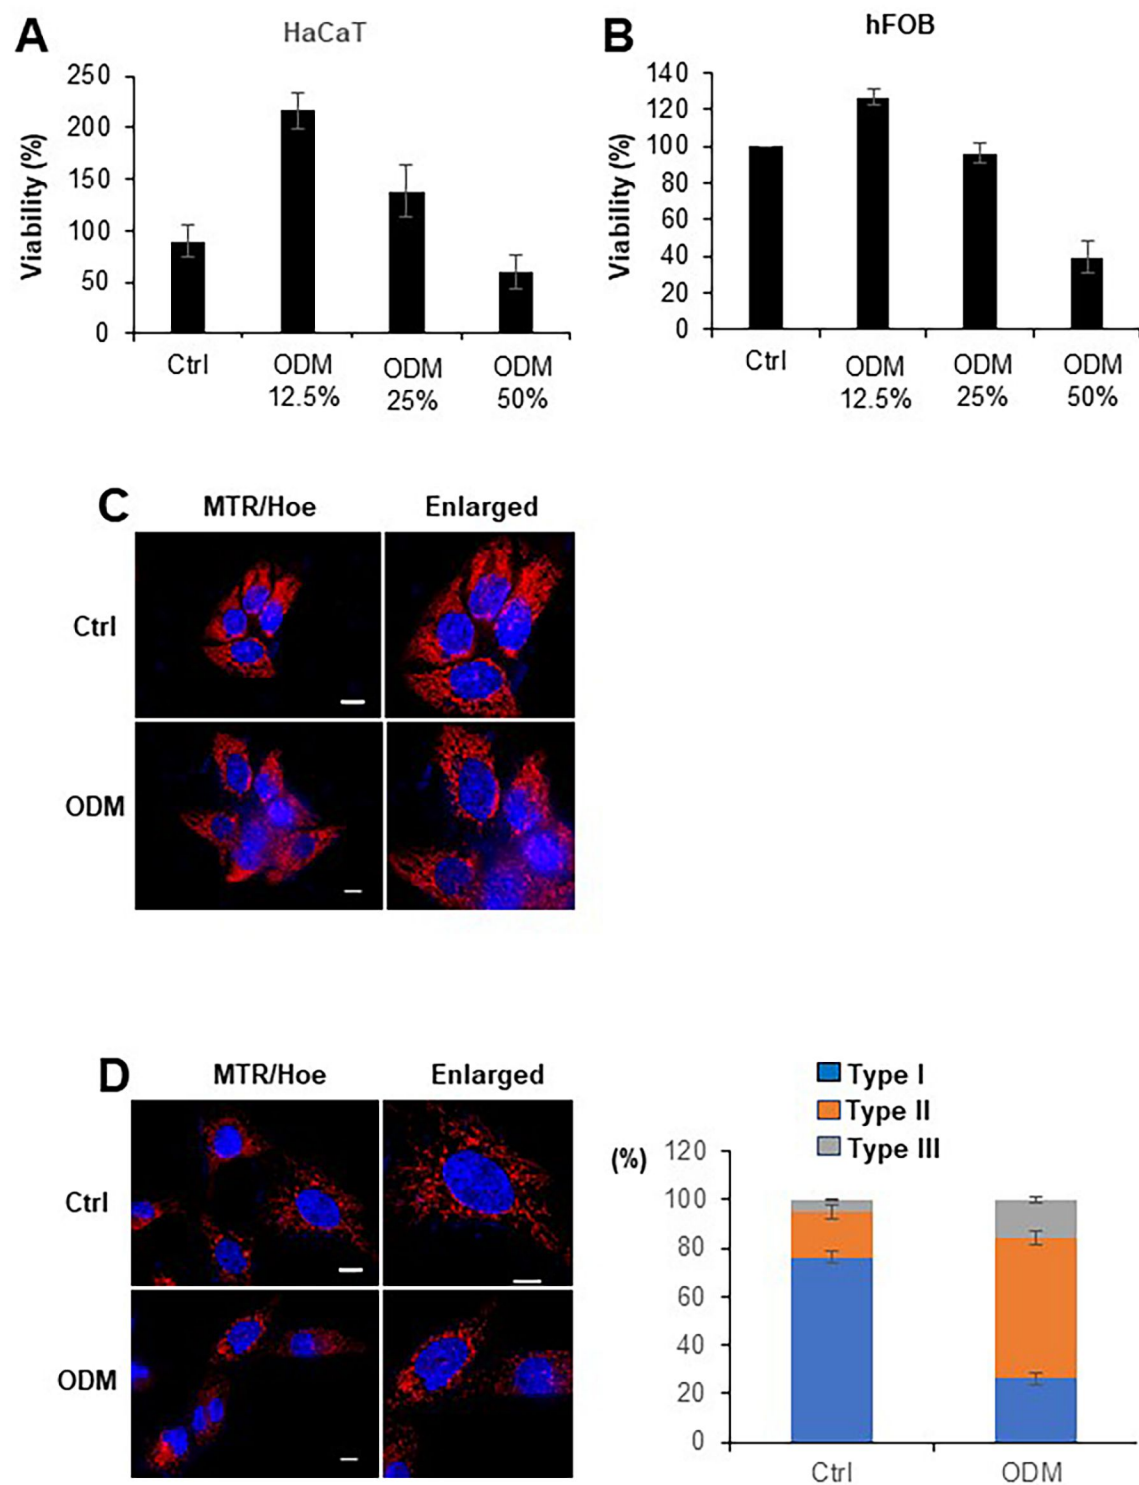 A
HaCaT
Viability (%)
250
200
150
100
50
0
Ctrl
ODM
12.5%
ODM
25%
ODM
50%
B
hFOB
Viability (%)
140
120
100
80
60
40
20
0
Ctrl
ODM
12.5%
ODM
25%
ODM
50%
C
MTR/Hoe
Enlarged
Ctrl
ODM
D
MTR/Hoe
Enlarged
Ctrl
ODM
Type I
Type II
Type III
(%)
120
100
80
60
40
20
0
Ctrl
ODM